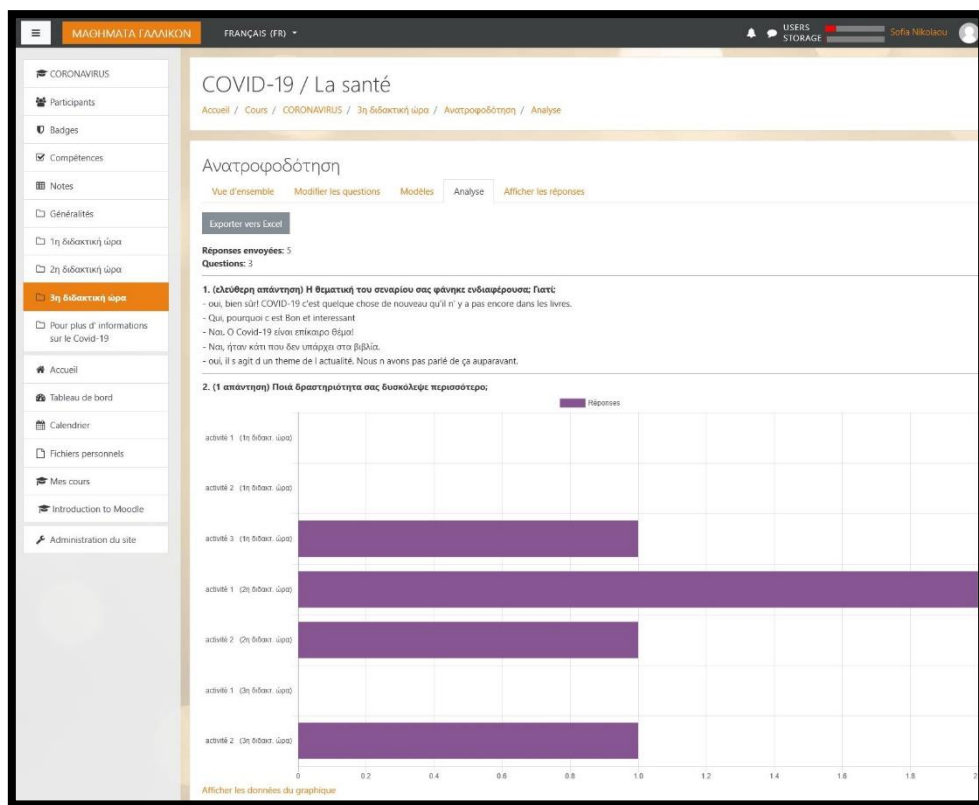 ΜΑΘΗΜΑΤΑ ΓΑΛΛΙΚΩΝ
FRANÇAIS (FR)
USERS
STORAGE
Sofia Nikolaou
CORONAVIRUS
Participants
Badges
Compétences
Notes
Généralités
1η διδακτική ώρα
2η διδακτική ώρα
3η διδακτική ώρα
Pour plus d' informations
sur le Covid-19
Accueil
Tableau de bord
Calendrier
Fichiers personnels
Mes cours
Introduction to Moodle
Administration du site
COVID-19 / La santé
Accueil / Cours / CORONAVIRUS / 3η διδακτική ώρα / Ανατροφοδότηση / Analyse
Ανατροφοδότηση
Vue d'ensemble Modifier les questions Modèles Analyse Afficher les réponses
Exporter vers Excel
Réponses envoyées: 5
Questions: 3
1. (ελεύθερη απάντηση) Η θεματική του σεναρίου σας φάνηκε ενδιαφέρουσα; Γιατί;
- oui, bien sûr! COVID-19 c'est quelque chose de nouveau qu'il n' y a pas encore dans les livres.
- Qui, pourquoi c est Bon et interessant
- Ναι. Ο Covid-19 είναι επίκαιρο θέμα!
- Ναι, ήταν κάτι που δεν υπάρχει στα βιβλία.
- oui, il s agit d un theme de l actualité. Nous n avons pas parlé de ça auparavant.
2. (1 απάντηση) Ποιά δραστηριότητα σας δυσκόλεψε περισσότερο;
Réponses
activité 1 (1η διδακτ. ώρα)
activité 2 (1η διδακτ. ώρα)
activité 3 (1η διδακτ. ώρα)
activité 1 (2η διδακτ. ώρα)
activité 2 (2η διδακτ. ώρα)
activité 1 (3η διδακτ. ώρα)
activité 2 (3η διδακτ. ώρα)
0 0.2 0.4 0.6 0.8 1.0 1.2 1.4 1.6 1.8
Afficher les données du graphique